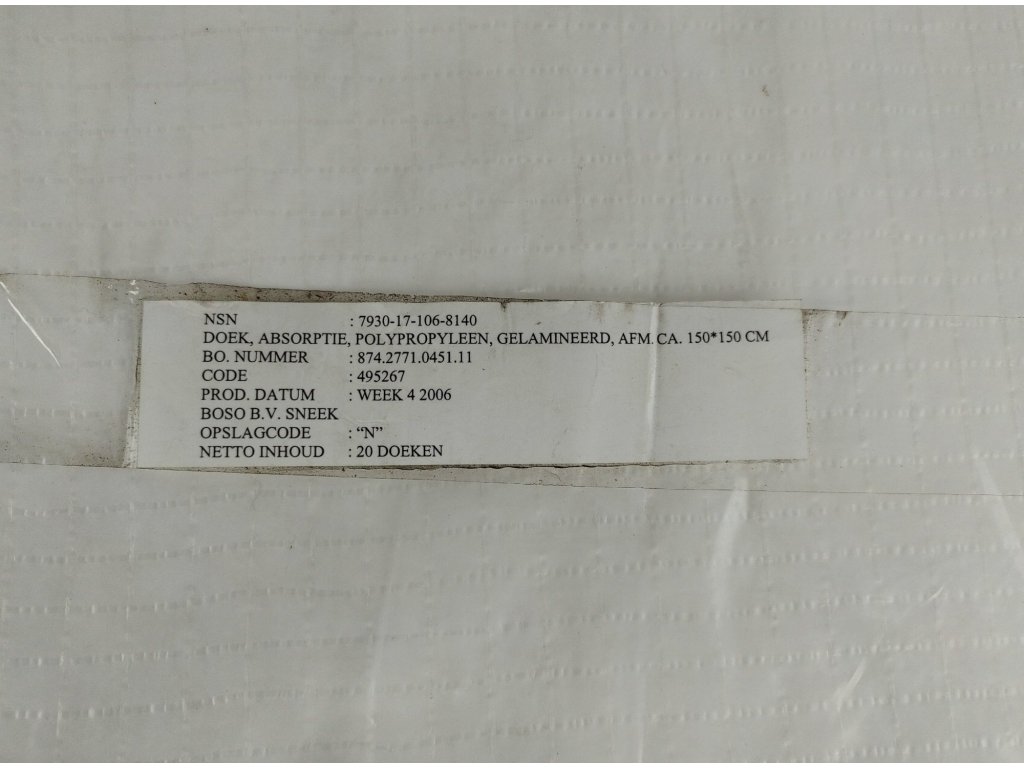 NSN : 7930-17-106-8140
DOEK, ABSORPTIE, POLYPROPYLEEN, GELAMINEERD, AFM. CA. 150*150 CM
BO. NUMMER : 874.2771.0451.11
CODE : 495267
PROD. DATUM : WEEK 4 2006
BOSO B.V. SNEEK
OPSLAGCODE : “N”
NETTO INHOUD : 20 DOEKEN